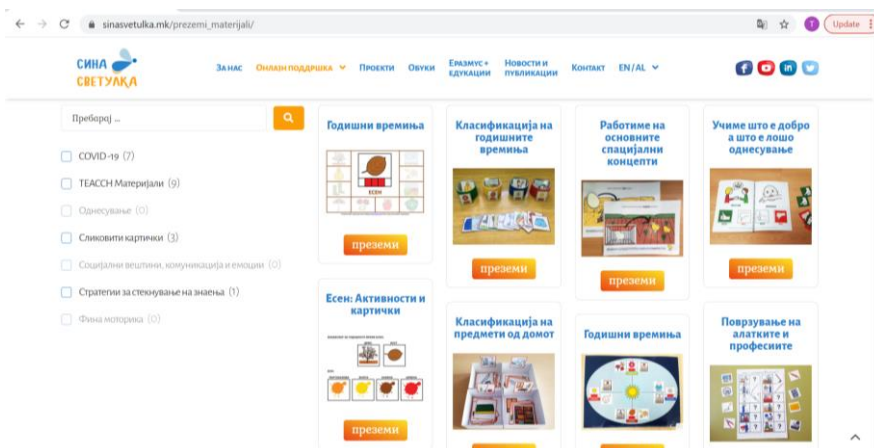 sinasvetulka.mk/prezemi_materijali/
Update
СИНА
СВЕТУЛКА
ЗА НАС
ОНЛАЈН ПОДДРШКА
ПРОЕКТИ
ОБУКИ
ЕРАЗМУС +
ЕДУКАЦИИ
НОВОСТИ И
ПУБЛИКАЦИИ
КОНТАКТ
EN / AL
Пребарај ...
COVID-19 (7)
TEACCH Материјали (9)
Однесување (0)
Сликовити картички (3)
Социјални вештини, комуникација и емоции (0)
Стратегии за стекнување на знаења (1)
Фина моторика (0)
Годишни времиња
ЕСЕН
преземи
Класификација на
годишните
времиња
преземи
Работиме на
основните
спацијални
концепти
преземи
Учиме што е добро
а што е лошо
однесување
преземи
Есен: Активности и
картички
преземи
Класификација на
предмети од домот
Годишни времиња
Поврзување на
алатките и
професиите